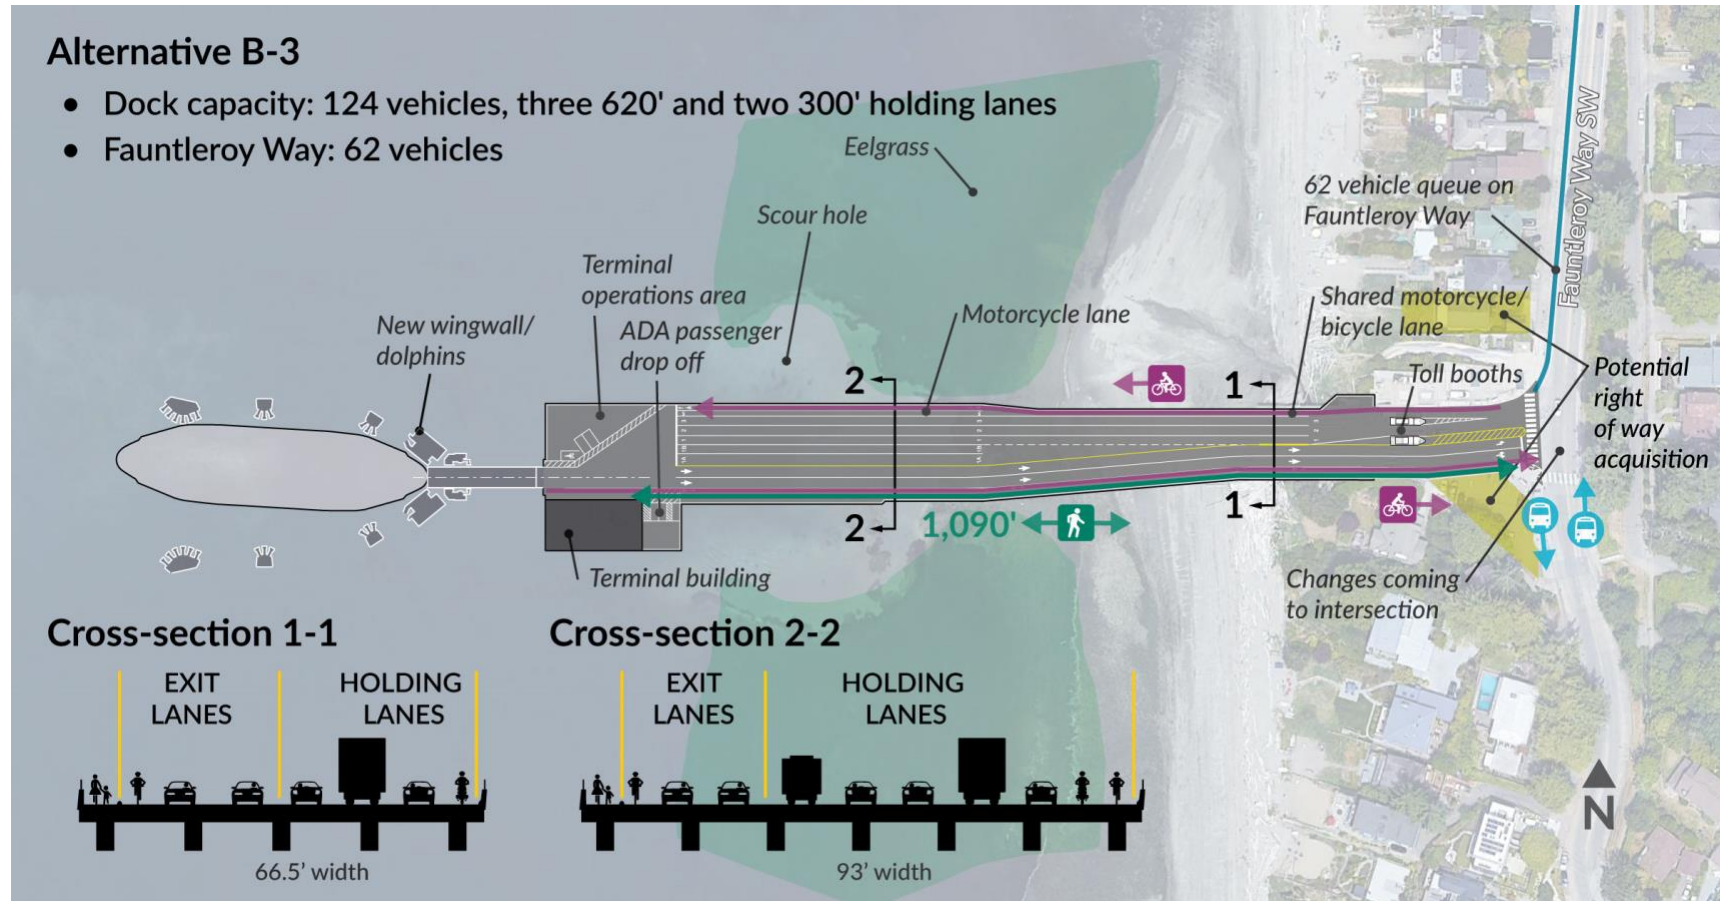 Alternative B-3
• Dock capacity: 124 vehicles, three 620' and two 300' holding lanes
• Fauntleroy Way: 62 vehicles
Eelgrass
Scour hole
Terminal
operations area
ADA passenger
drop off
New wingwall/
dolphins
Motorcycle lane
62 vehicle queue on
Fauntleroy Way
Fauntleroy Way SW
Shared motorcycle/
bicycle lane
Toll booths
Potential
right
of way
acquisition
2
2
1
1
1,090'
Terminal building
Changes coming
to intersection
N
Cross-section 1-1
EXIT
LANES
HOLDING
LANES
66.5’ width
Cross-section 2-2
EXIT
LANES
HOLDING
LANES
93’ width